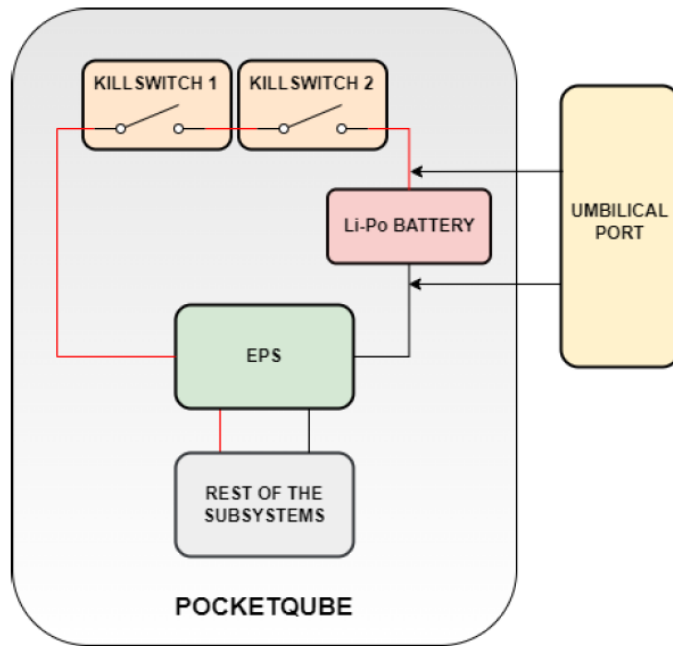 KILLSWITCH 1
KILLSWITCH 2
Li-Po BATTERY
UMBILICAL
PORT
EPS
REST OF THE
SUBSYSTEMS
POCKETQUBE